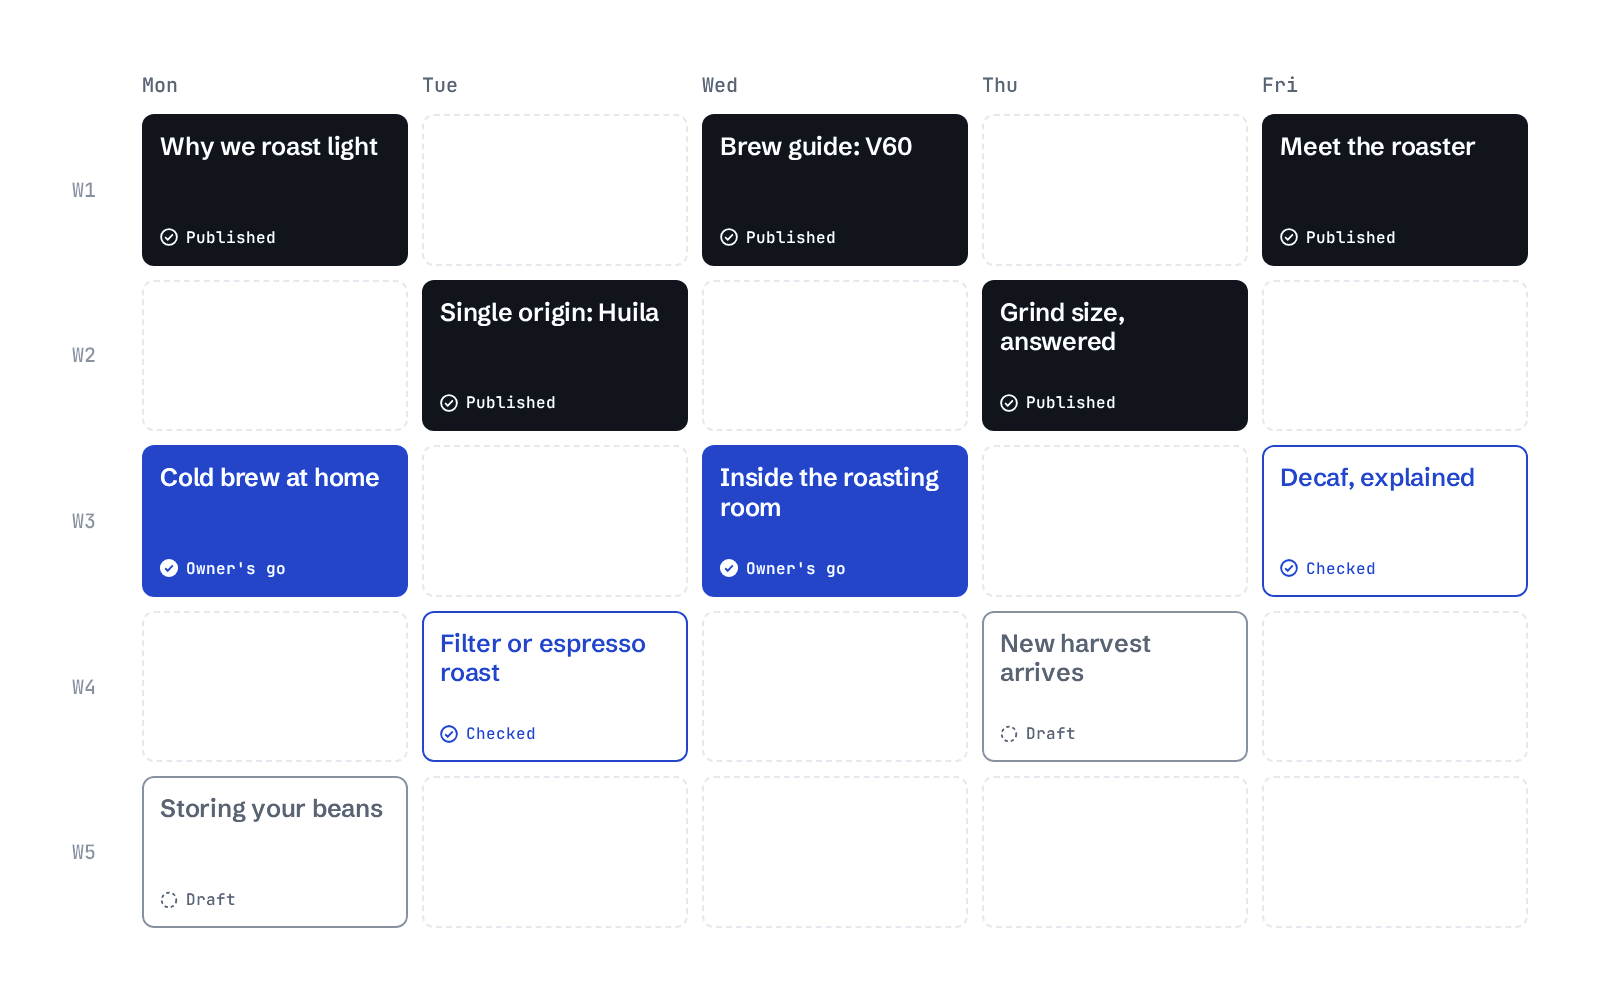 Mon Tue Wed Thu Fri
W1
Why we roast light
Published
Brew guide: V60
Published
Meet the roaster
Published
W2
Single origin: Huila
Published
Grind size,
answered
Published
W3
Cold brew at home
Owner's go
Inside the roasting
room
Owner's go
Decaf, explained
Checked
W4
Filter or espresso
roast
Checked
New harvest
arrives
Draft
W5
Storing your beans
Draft